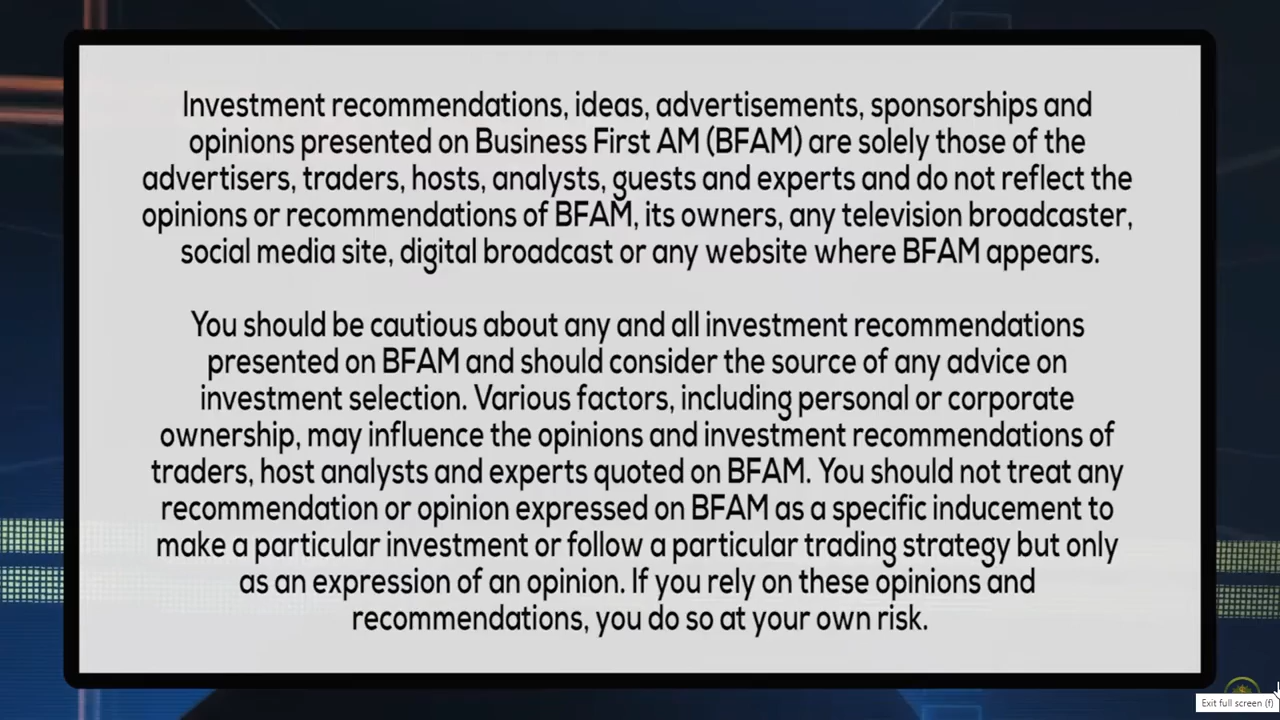 Investment recommendations, ideas, advertisements, sponsorships and
opinions presented on Business First AM (BFAM) are solely those of the
advertisers, traders, hosts, analysts, guests and experts and do not reflect the
opinions or recommendations of BFAM, its owners, any television broadcaster,
social media site, digital broadcast or any website where BFAM appears.
You should be cautious about any and all investment recommendations
presented on BFAM and should consider the source of any advice on
investment selection. Various factors, including personal or corporate
ownership, may influence the opinions and investment recommendations of
traders, host analysts and experts quoted on BFAM. You should not treat any
recommendation or opinion expressed on BFAM as a specific inducement to
make a particular investment or follow a particular trading strategy but only
as an expression of an opinion. If you rely on these opinions and
recommendations, you do so at your own risk.
Exit full screen (f)